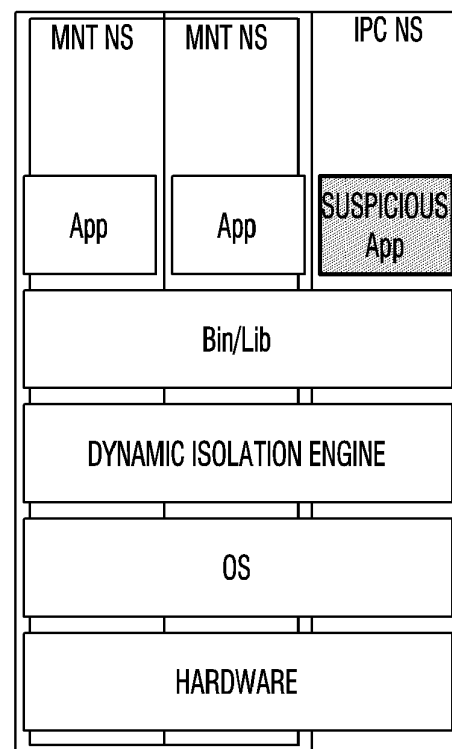 MNT NS
MNT NS
IPC NS
App
App
SUSPICIOUS
App
Bin/Lib
DYNAMIC ISOLATION ENGINE
OS
HARDWARE